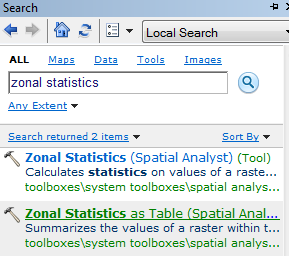 Search
Local Search
ALL Maps Data Tools Images
zonal statistics
Any Extent
Search returned 2 items Sort By
Zonal Statistics (Spatial Analyst) (Tool)
Calculates statistics on values of a raste...
toolboxes\system toolboxes\spatial analys...
Zonal Statistics as Table (Spatial Anal...
Summarizes the values of a raster within t...
toolboxes\system toolboxes\spatial analys...